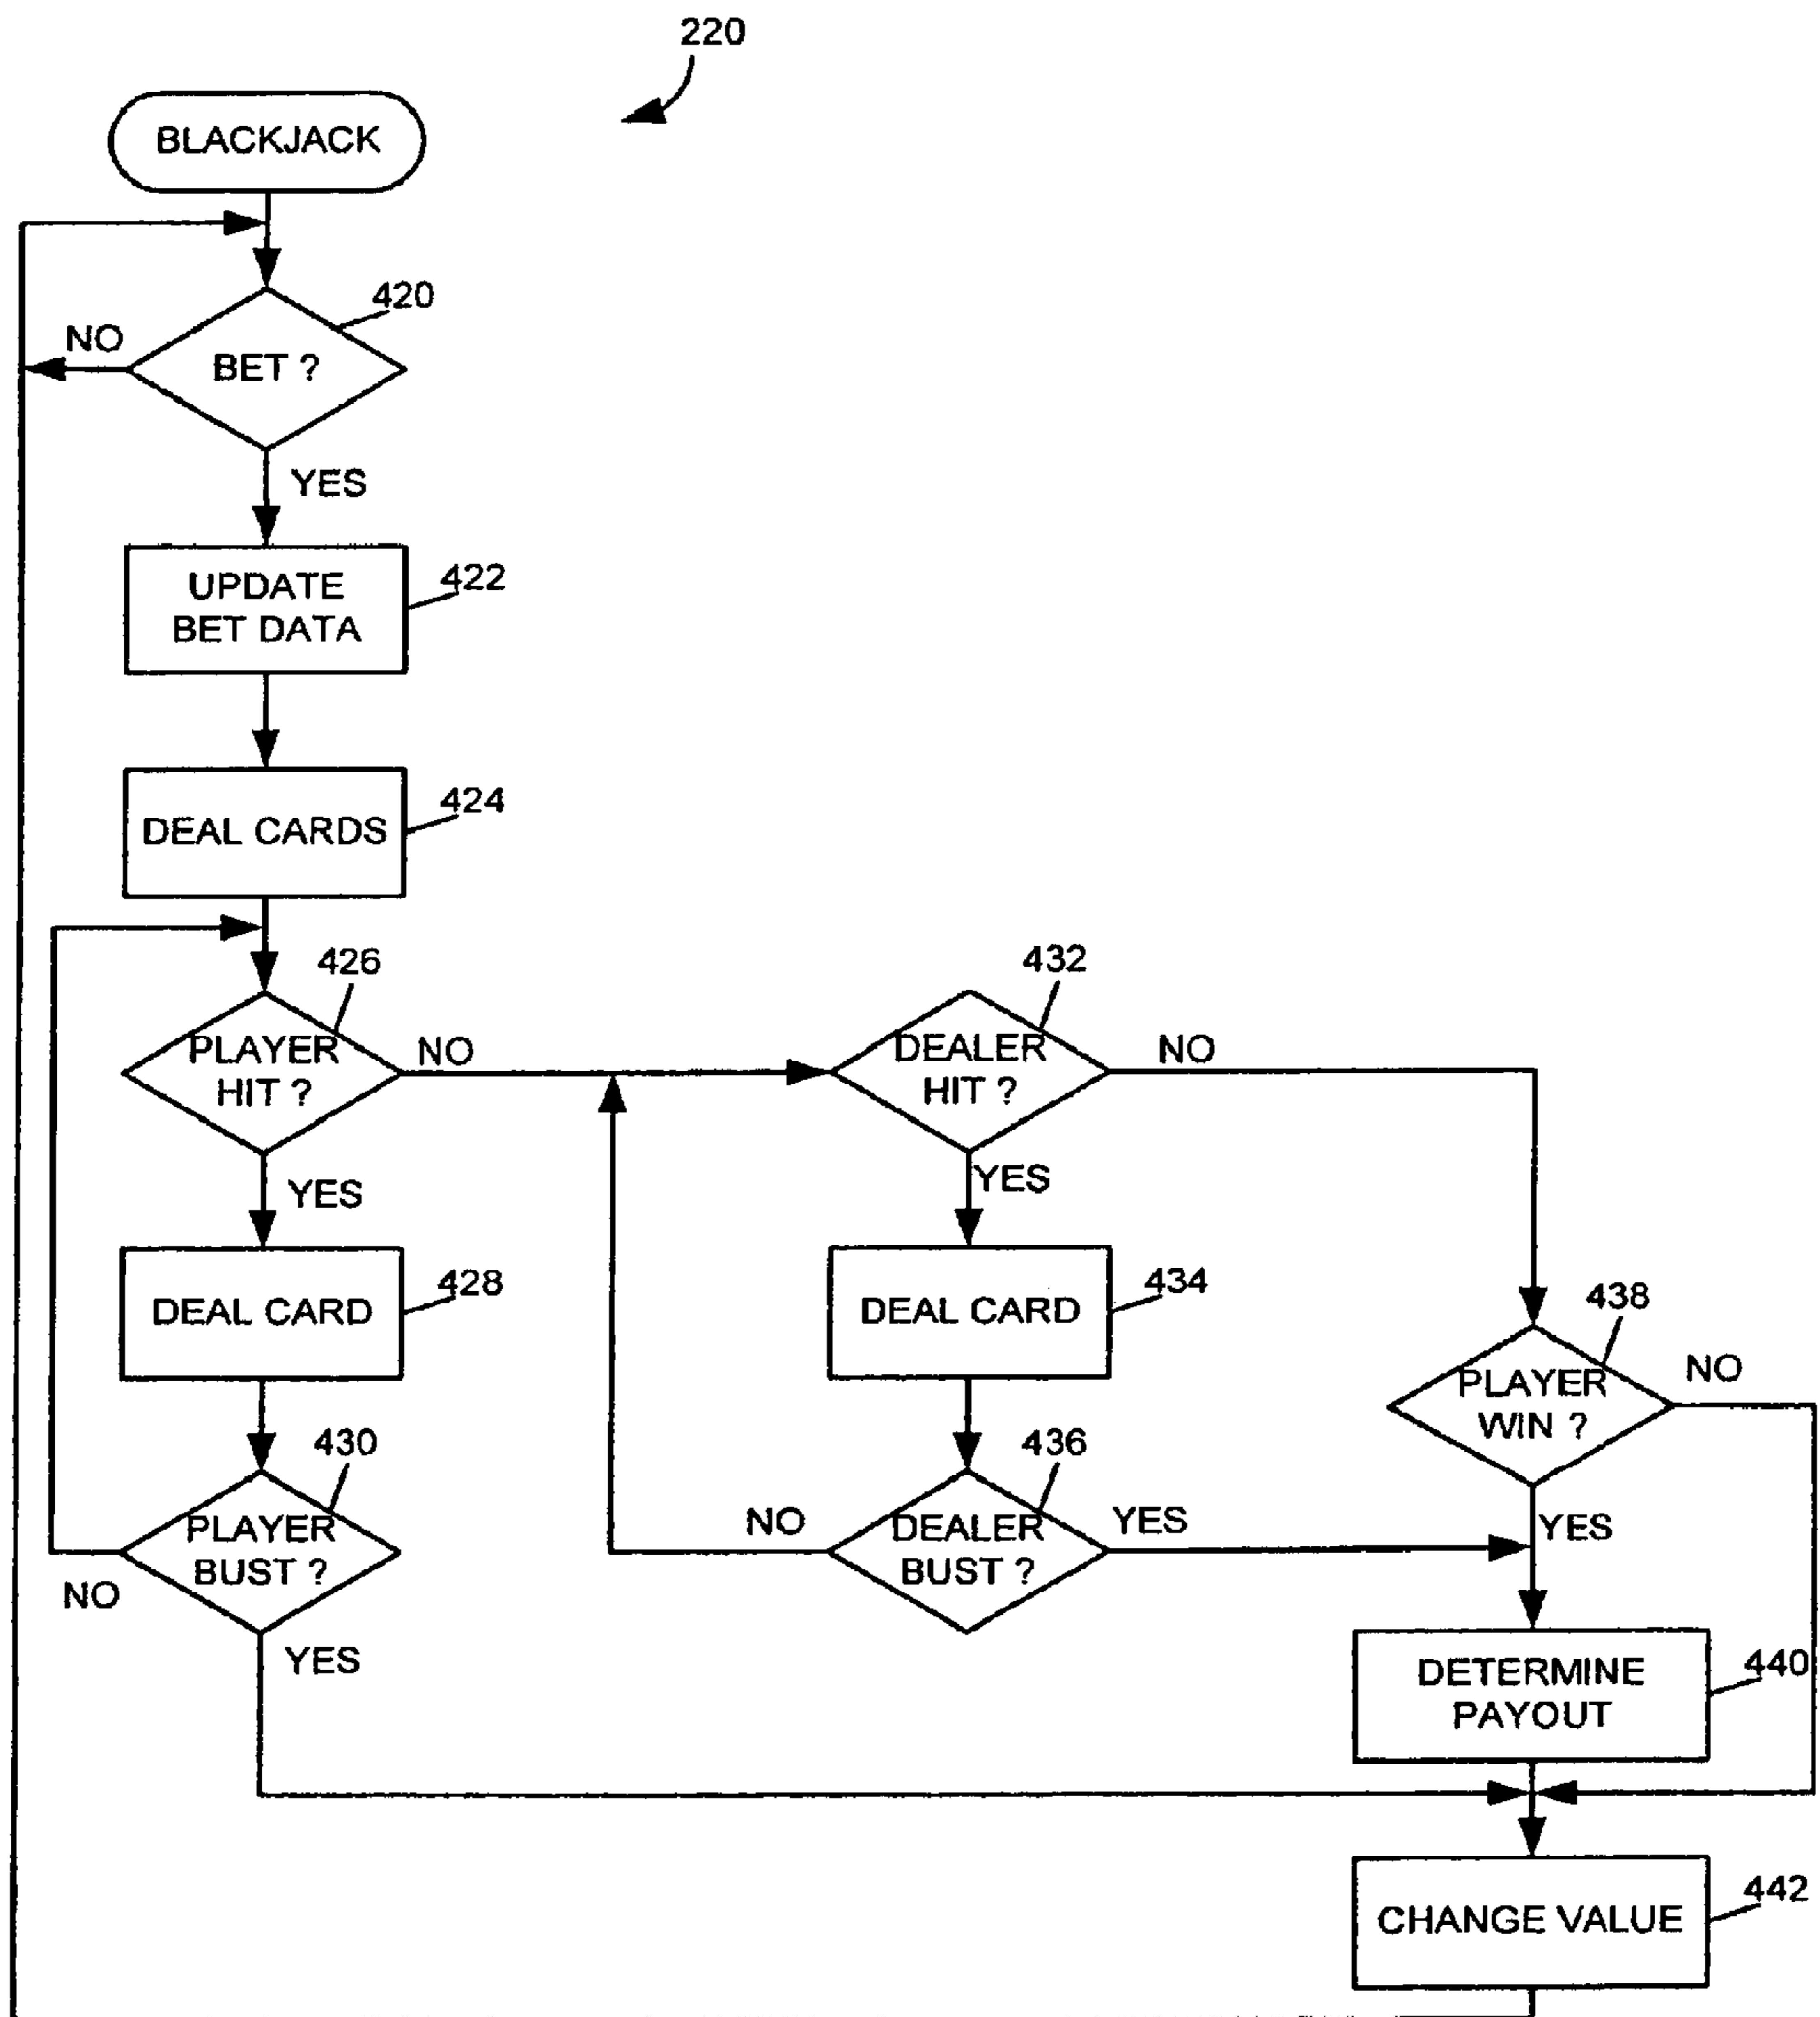 220
BLACKJACK
420
NO
BET ?
YES
UPDATE
BET DATA
422
DEAL CARDS
424
426
PLAYER
HIT ?
NO
432
DEALER
HIT ?
NO
YES
YES
DEAL CARD
428
DEAL CARD
434
438
PLAYER
WIN ?
NO
430
PLAYER
BUST ?
NO
YES
436
NO
DEALER
BUST ?
YES
YES
DETERMINE
PAYOUT
440
CHANGE VALUE
442